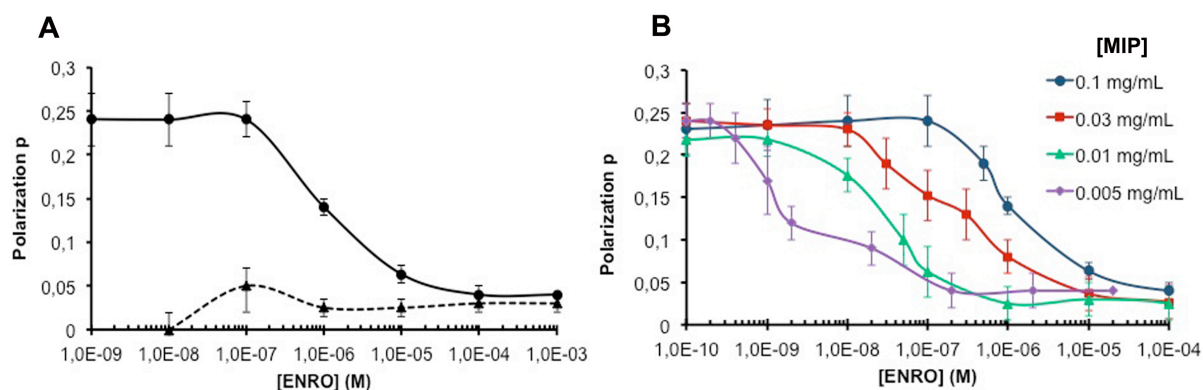 A
Polarization p
0,3
0,25
0,2
0,15
0,1
0,05
0
1,0E-09 1,0E-08 1,0E-07 1,0E-06 1,0E-05 1,0E-04 1,0E-03
[ENRO] (M)
B
Polarization p
0,3
0,25
0,2
0,15
0,1
0,05
0
1,0E-10 1,0E-09 1,0E-08 1,0E-07 1,0E-06 1,0E-05 1,0E-04
[ENRO] (M)
[MIP]
0.1 mg/mL
0.03 mg/mL
0.01 mg/mL
0.005 mg/mL